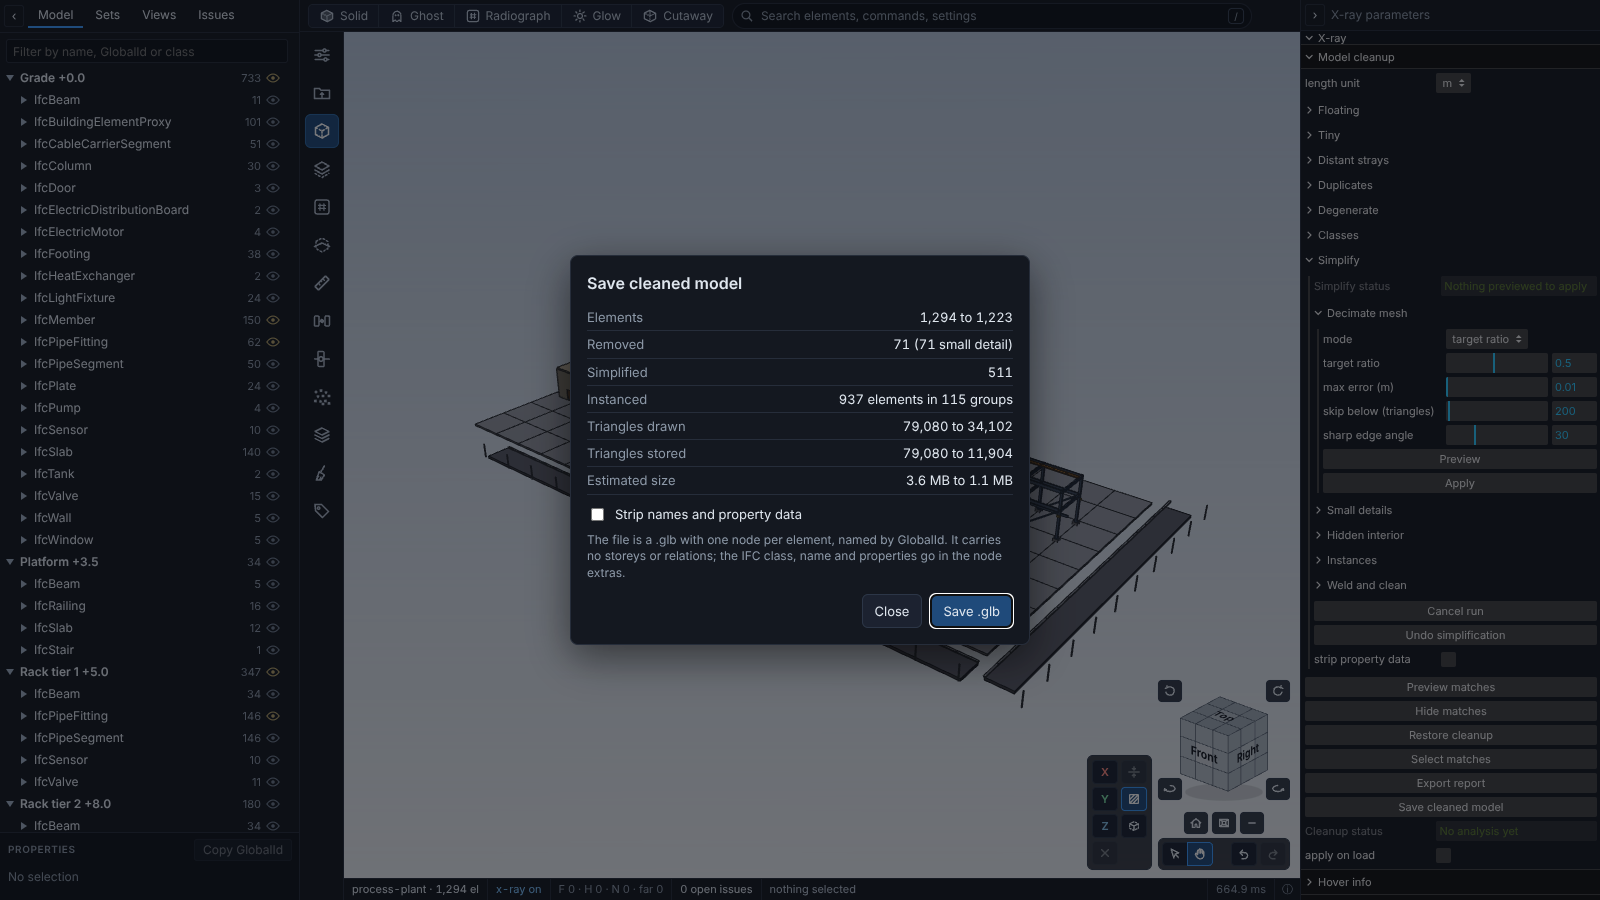 Model Sets Views Issues
Solid Ghost Radiograph Glow Cutaway
Search elements, commands, settings /
X-ray parameters
Filter by name, GlobalId or class
Grade +0.0 733
IfcBeam 11
IfcBuildingElementProxy 101
IfcCableCarrierSegment 51
IfcColumn 30
IfcDoor 3
IfcElectricDistributionBoard 2
IfcElectricMotor 4
IfcFooting 38
IfcHeatExchanger 2
IfcLightFixture 24
IfcMember 150
IfcPipeFitting 62
IfcPipeSegment 50
IfcPlate 24
IfcPump 4
IfcSensor 10
IfcSlab 140
IfcTank 2
IfcValve 15
IfcWall 5
IfcWindow 5
Platform +3.5 34
IfcBeam 5
IfcRailing 16
IfcSlab 12
IfcStair 1
Rack tier 1 +5.0 347
IfcBeam 34
IfcPipeFitting 146
IfcPipeSegment 146
IfcSensor 10
IfcValve 11
Rack tier 2 +8.0 180
IfcBeam 34
PROPERTIES Copy GlobalId
No selection
Save cleaned model
Elements 1,294 to 1,223
Removed 71 (71 small detail)
Simplified 511
Instanced 937 elements in 115 groups
Triangles drawn 79,080 to 34,102
Triangles stored 79,080 to 11,904
Estimated size 3.6 MB to 1.1 MB
Strip names and property data
The file is a .glb with one node per element, named by GlobalId. It carries
no storeys or relations; the IFC class, name and properties go in the node
extras.
Close Save .glb
Top
Front Right
X
Y
Z
process-plant · 1,294 el x-ray on F 0 · H 0 · N 0 · far 0 0 open issues nothing selected 664.9 ms
X-ray
Model cleanup
length unit m
Floating
Tiny
Distant strays
Duplicates
Degenerate
Classes
Simplify
Simplify status Nothing previewed to apply
Decimate mesh
mode target ratio
target ratio 0.5
max error (m) 0.01
skip below (triangles) 200
sharp edge angle 30
Preview
Apply
Small details
Hidden interior
Instances
Weld and clean
Cancel run
Undo simplification
strip property data
Preview matches
Hide matches
Restore cleanup
Select matches
Export report
Save cleaned model
Cleanup status No analysis yet
apply on load
Hover info